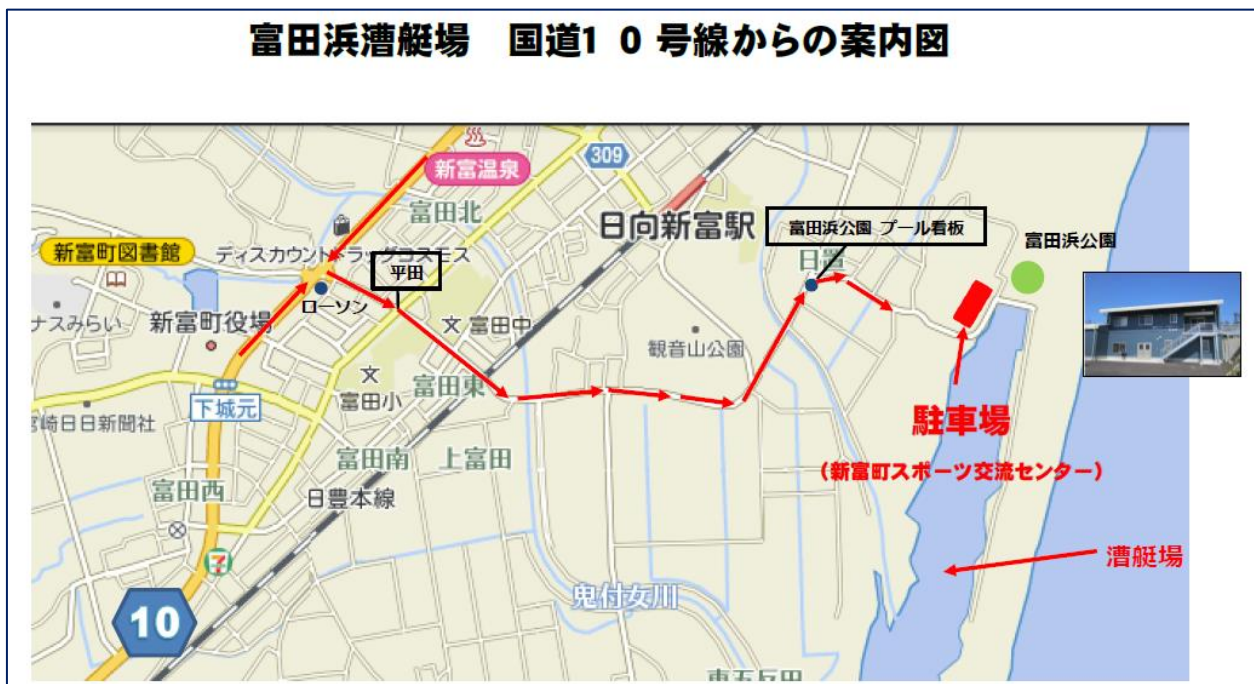 富田浜漕艇場　国道10号線からの案内図
新富温泉
309
富田北
日向新富駅
富田浜公園 プール看板
日置
富田浜公園
新富町図書館
ディスカウントドラッグコスモス
平田
ローソン
ナスみらい
新富町役場
富田中
観音山公園
富田小
富田東
下城元
宮崎日日新聞社
駐車場
(新富町スポーツ交流センター)
富田南
上富田
富田西
日豊本線
7
漕艇場
鬼付女川
10